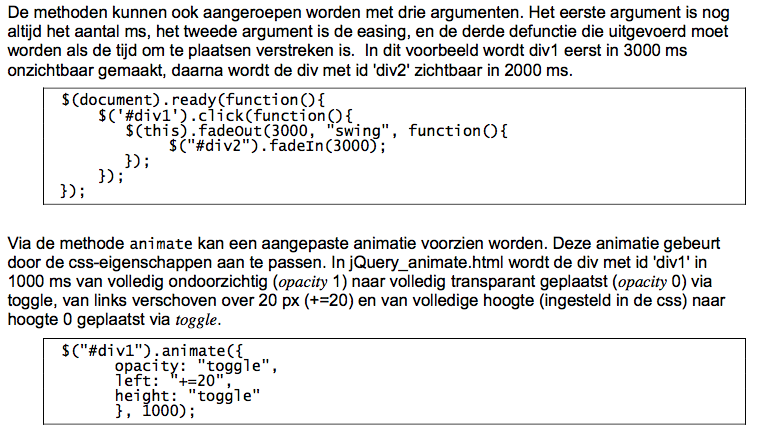 De methoden kunnen ook aangeroepen worden met drie argumenten. Het eerste argument is nog
altijd het aantal ms, het tweede argument is de easing, en de derde defunctie die uitgevoerd moet
worden als de tijd om te plaatsen verstreken is.  In dit voorbeeld wordt div1 eerst in 3000 ms
onzichtbaar gemaakt, daarna wordt de div met id 'div2' zichtbaar in 2000 ms.
$(document).ready(function(){
    $('#div1').click(function(){
        $(this).fadeOut(3000, "swing", function(){
            $("#div2").fadeIn(3000);
        });
    });
});
Via de methode animate kan een aangepaste animatie voorzien worden. Deze animatie gebeurt
door de css-eigenschappen aan te passen. In jQuery_animate.html wordt de div met id 'div1' in
1000 ms van volledig ondoorzichtig (opacity 1) naar volledig transparant geplaatst (opacity 0) via
toggle, van links verschoven over 20 px (+=20) en van volledige hoogte (ingesteld in de css) naar
hoogte 0 geplaatst via toggle.
$("#div1").animate({
      opacity: "toggle",
      left: "+=20",
      height: "toggle"
      }, 1000);